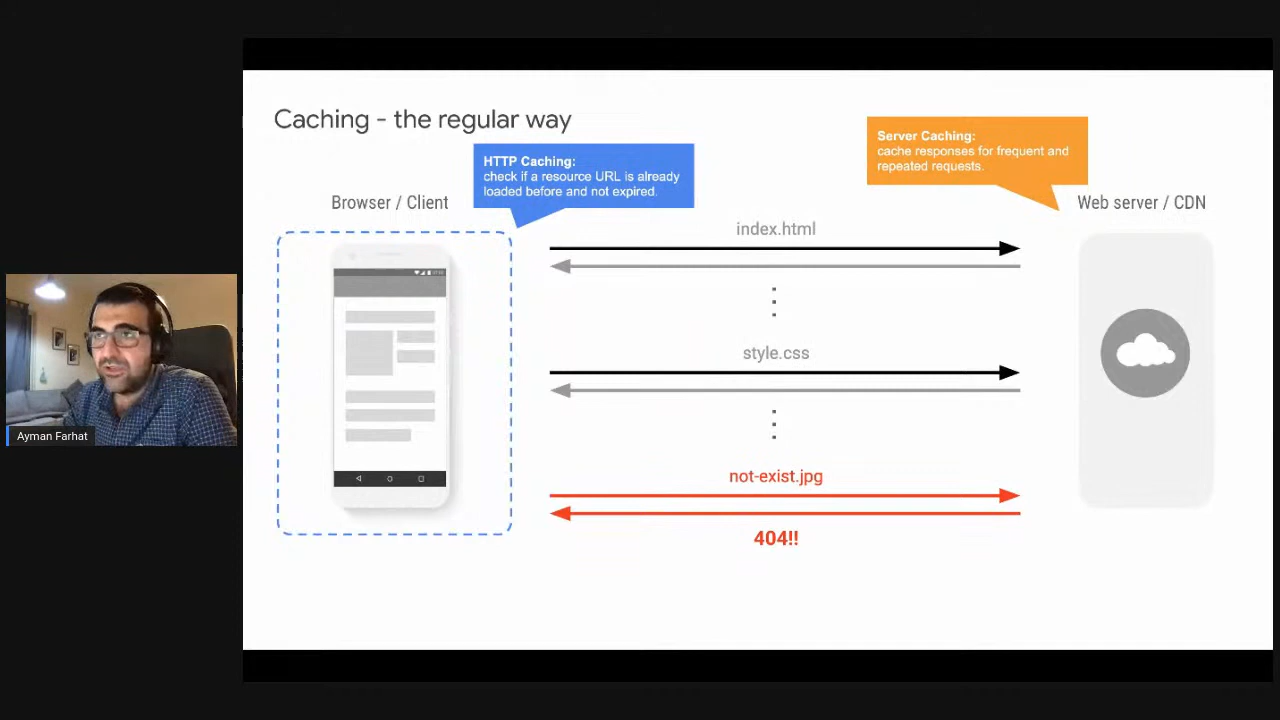 Caching - the regular way
HTTP Caching:
check if a resource URL is already
loaded before and not expired.
Server Caching:
cache responses for frequent and
repeated requests.
Browser / Client
Web server / CDN
index.html
style.css
not-exist.jpg
404!!
Ayman Farhat